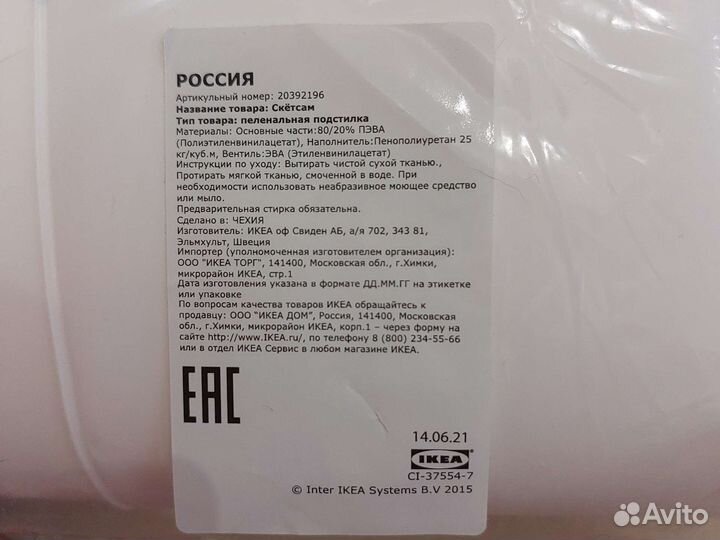 РОССИЯ
Артикульный номер: 20392196
Название товара: Скётсам
Тип товара: пеленальная подстилка
Материалы: Основные части:80/20% ПЭВА
(Полиэтиленвинилацетат), Наполнитель:Пенополиуретан 25
кг/куб.м, Вентиль:ЭВА (Этиленвинилацетат)
Инструкции по уходу: Вытирать чистой сухой тканью.,
Протирать мягкой тканью, смоченной в воде. При
необходимости использовать неабразивное моющее средство
или мыло.
Предварительная стирка обязательна.
Сделано в: ЧЕХИЯ
Изготовитель: ИКЕА оф Свиден АБ, а/я 702, 343 81,
Эльмхульт, Швеция
Импортер (уполномоченная изготовителем организация):
ООО "ИКЕА ТОРГ", 141400, Московская обл., г.Химки,
микрорайон ИКЕА, стр.1
Дата изготовления указана в формате ДД.ММ.ГГ на этикетке
или упаковке
По вопросам качества товаров ИКЕА обращайтесь к
продавцу: ООО "ИКЕА ДОМ", Россия, 141400, Московская
обл., г.Химки, микрорайон ИКЕА, корп.1 – через форму на
сайте http://www.IKEA.ru/, по телефону 8 (800) 234-55-66
или в отдел ИКЕА Сервис в любом магазине ИКЕА.
EAC
14.06.21
IKEA
CI-37554-7
© Inter IKEA Systems B.V 2015
Avito